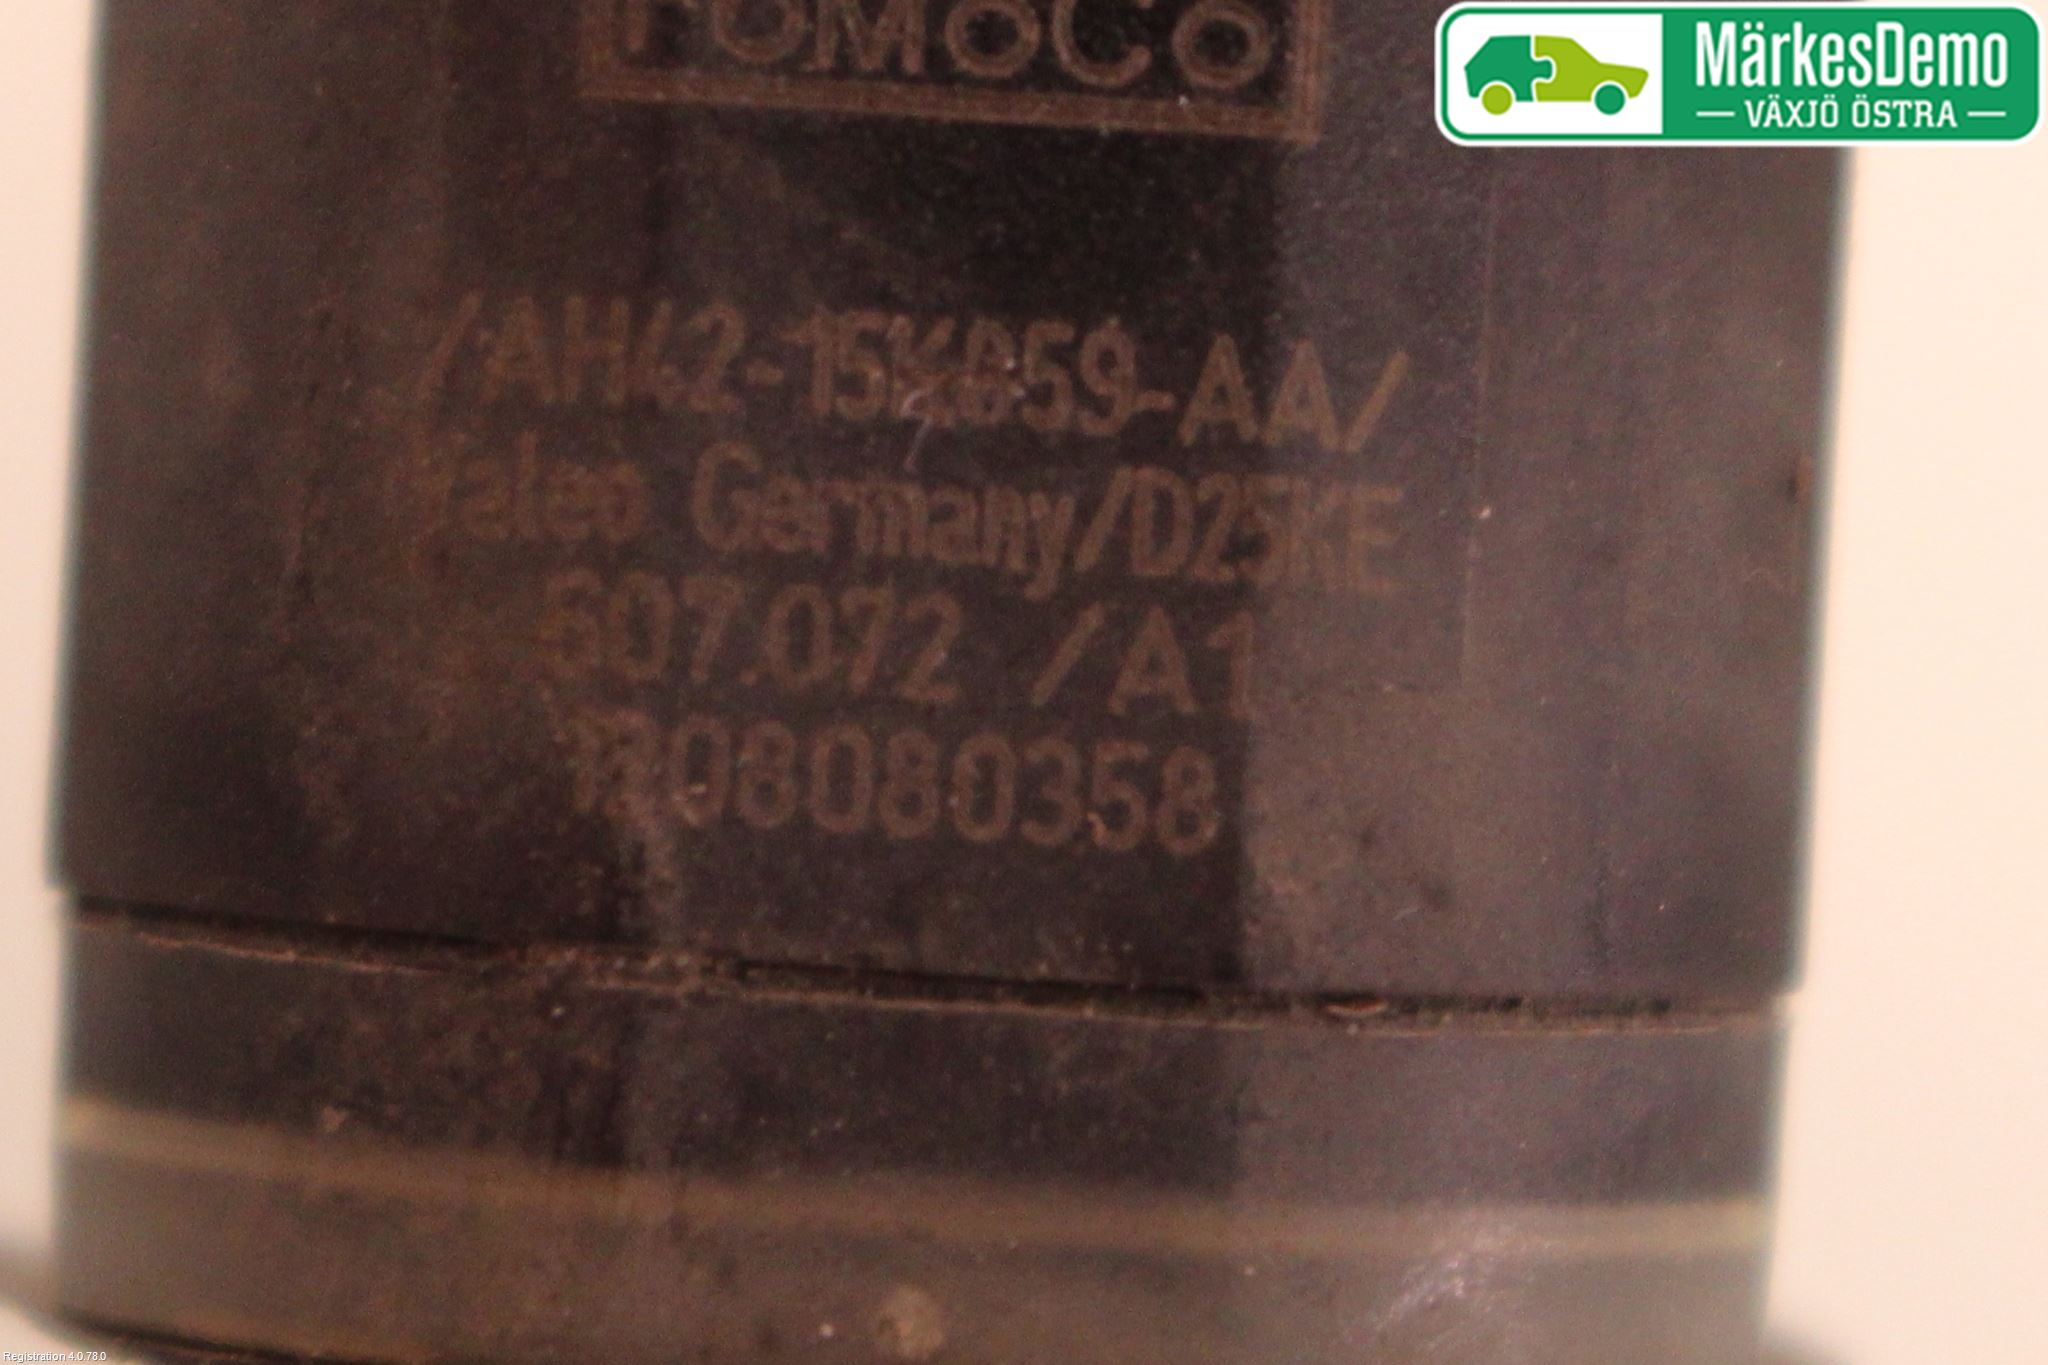 FoMoCo
MärkesDemo
VÄXJÖ ÖSTRA
/AH42-15K859-AA/
Valeo Germany/D25KE
607.072 /A1
1208080358
Registration 4.0.78.0